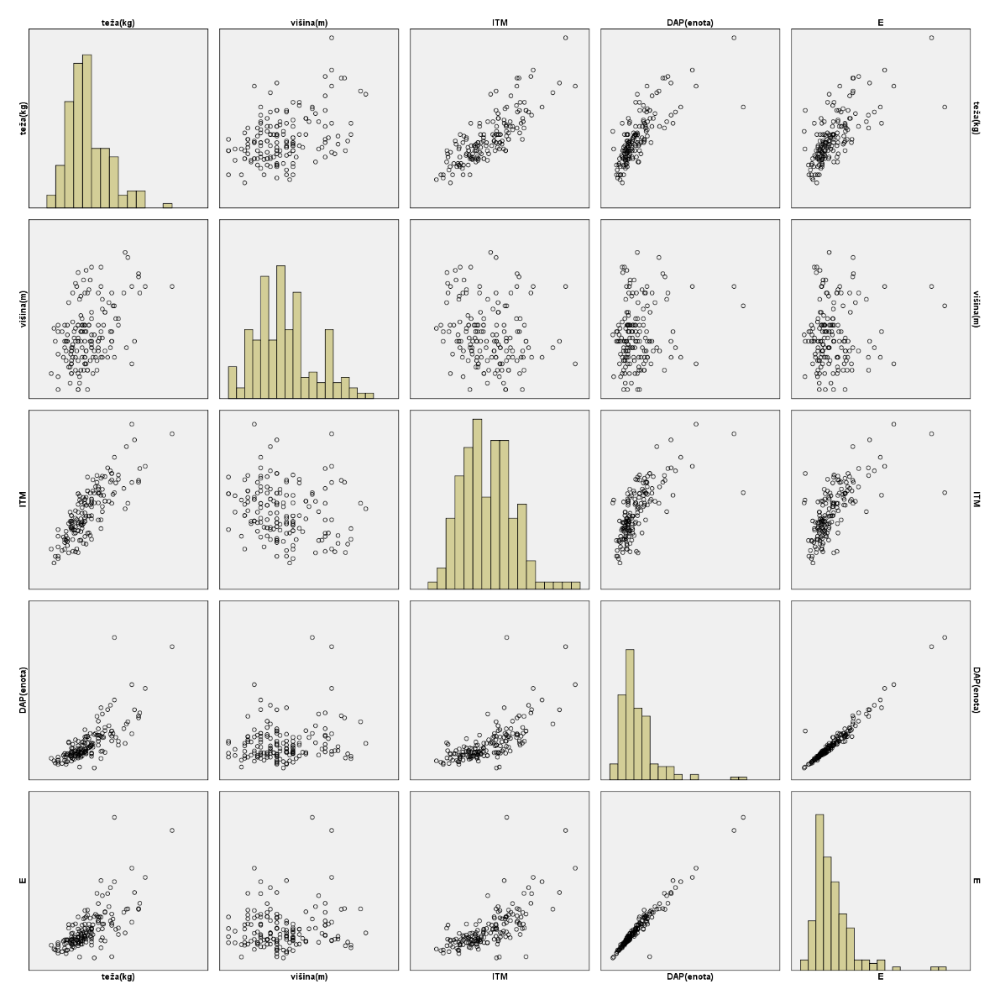 teža(kg) višina(m) ITM DAP(enota) E
teža(kg) teža(kg)
višina(m) višina(m)
ITM ITM
DAP(enota) DAP(enota)
E E
teža(kg) višina(m) ITM DAP(enota) E